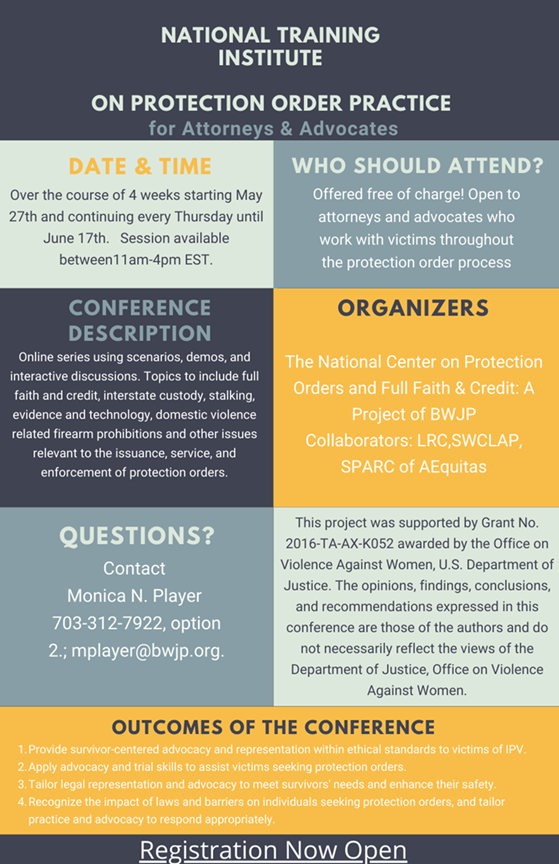 NATIONAL TRAINING
INSTITUTE
ON PROTECTION ORDER PRACTICE
for Attorneys & Advocates
DATE & TIME
Over the course of 4 weeks starting May
27th and continuing every Thursday until
June 17th. Session available
between11am-4pm EST.
WHO SHOULD ATTEND?
Offered free of charge! Open to
attorneys and advocates who
work with victims throughout
the protection order process
CONFERENCE
DESCRIPTION
Online series using scenarios, demos, and
interactive discussions. Topics to include full
faith and credit, interstate custody, stalking,
evidence and technology, domestic violence
related firearm prohibitions and other issues
relevant to the issuance, service, and
enforcement of protection orders.
ORGANIZERS
The National Center on Protection
Orders and Full Faith & Credit: A
Project of BWJP
Collaborators: LRC,SWCLAP,
SPARC of AEquitas
QUESTIONS?
Contact
Monica N. Player
703-312-7922, option
2.; mplayer@bwjp.org.
This project was supported by Grant No.
2016-TA-AX-K052 awarded by the Office on
Violence Against Women, U.S. Department of
Justice. The opinions, findings, conclusions,
and recommendations expressed in this
conference are those of the authors and do
not necessarily reflect the views of the
Department of Justice, Office on Violence
Against Women.
OUTCOMES OF THE CONFERENCE
1. Provide survivor-centered advocacy and representation within ethical standards to victims of IPV.
2. Apply advocacy and trial skills to assist victims seeking protection orders.
3. Tailor legal representation and advocacy to meet survivors' needs and enhance their safety.
4. Recognize the impact of laws and barriers on individuals seeking protection orders, and tailor
practice and advocacy to respond appropriately.
Registration Now Open